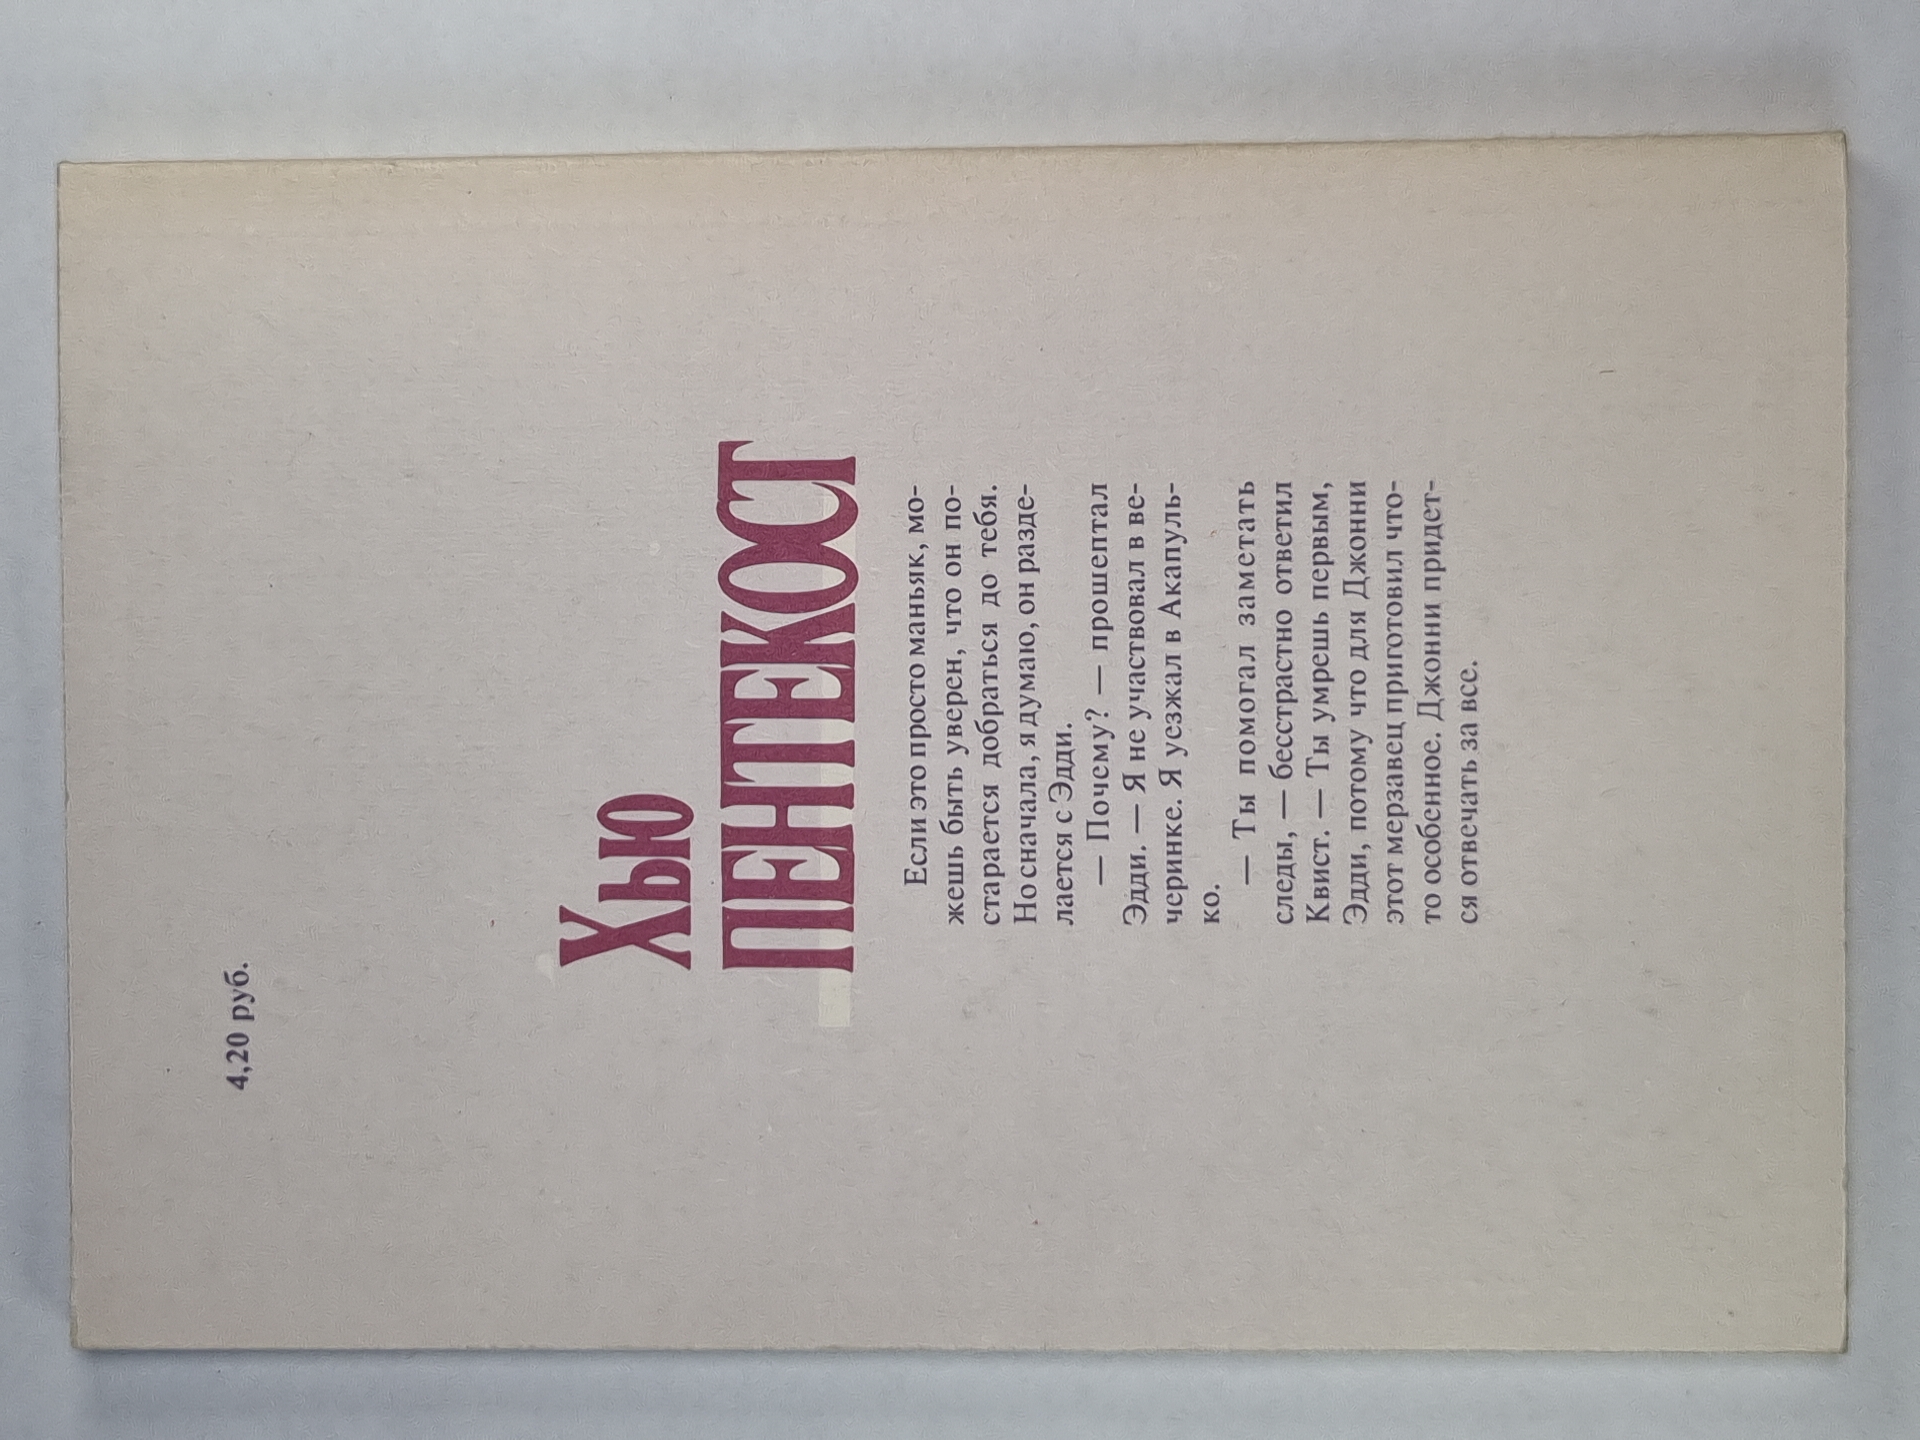 4,20 руб.
Хью
ПЕНТЕКОСТ
Если это просто маньяк, мо-
жешь быть уверен, что он по-
старается добраться до тебя.
Но сначала, я думаю, он разде-
лается с Эдди.
— Почему? — прошептал
Эдди. — Я не участвовал в ве-
черинке. Я уезжал в Акапуль-
ко.
— Ты помогал заметать
следы, — бесстрастно ответил
Квист. — Ты умрешь первым,
Эдди, потому что для Джонни
этот мерзавец приготовил что-
то особенное. Джонни придет-
ся отвечать за все.